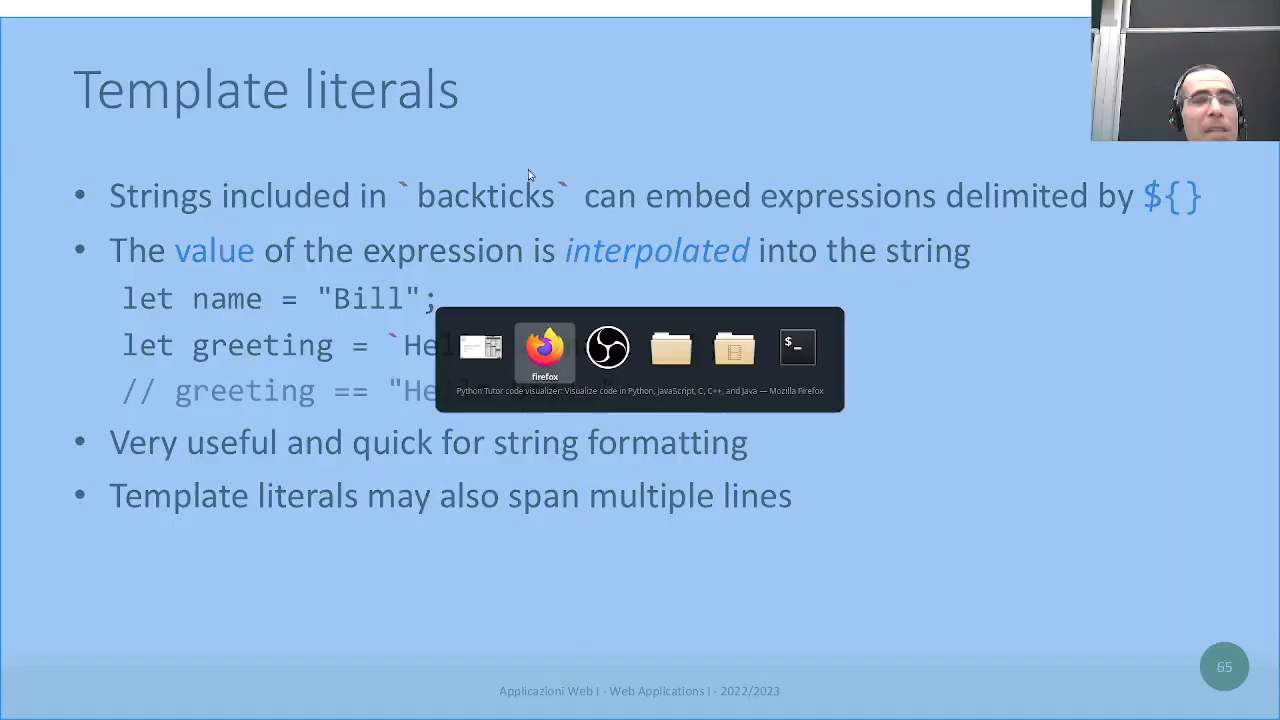 Template literals
• Strings included in `backticks` can embed expressions delimited by ${}
• The value of the expression is interpolated into the string
let name = "Bill";
let greeting = `He
// greeting == "He
$_
firefox
Python Tutor code visualizer: Visualize code in Python, JavaScript, C, C++, and Java — Mozilla Firefox
• Very useful and quick for string formatting
• Template literals may also span multiple lines
65
Applicazioni Web I - Web Applications I - 2022/2023